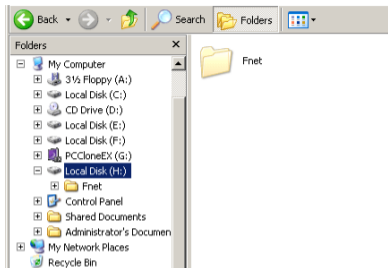 Back
Search
Folders
Folders
Fnet
My Computer
3½ Floppy (A:)
Local Disk (C:)
CD Drive (D:)
Local Disk (E:)
Local Disk (F:)
PCCloneEX (G:)
Local Disk (H:)
Fnet
Control Panel
Shared Documents
Administrator's Documen
My Network Places
Recycle Bin